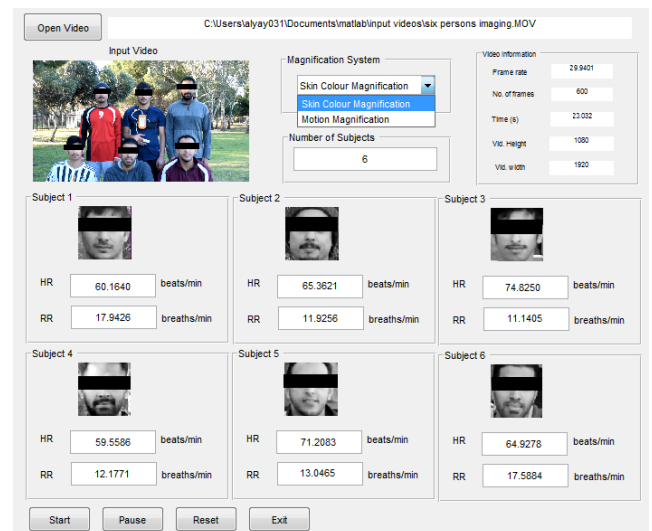 Open Video
C:\Users\alyay031\Documents\matlab\input videos\six persons imaging.MOV
Input Video
Magnification System
Skin Colour Magnification
Skin Colour Magnification
Motion Magnification
Number of Subjects
6
Video Information
Frame rate 29.9401
No. of frames 600
Time (s) 23.032
Vid. Height 1080
Vid. width 1920
Subject 1
HR 60.1640 beats/min
RR 17.9426 breaths/min
Subject 2
HR 65.3621 beats/min
RR 11.9256 breaths/min
Subject 3
HR 74.8250 beats/min
RR 11.1405 breaths/min
Subject 4
HR 59.5586 beats/min
RR 12.1771 breaths/min
Subject 5
HR 71.2083 beats/min
RR 13.0465 breaths/min
Subject 6
HR 64.9278 beats/min
RR 17.5884 breaths/min
Start Pause Reset Exit